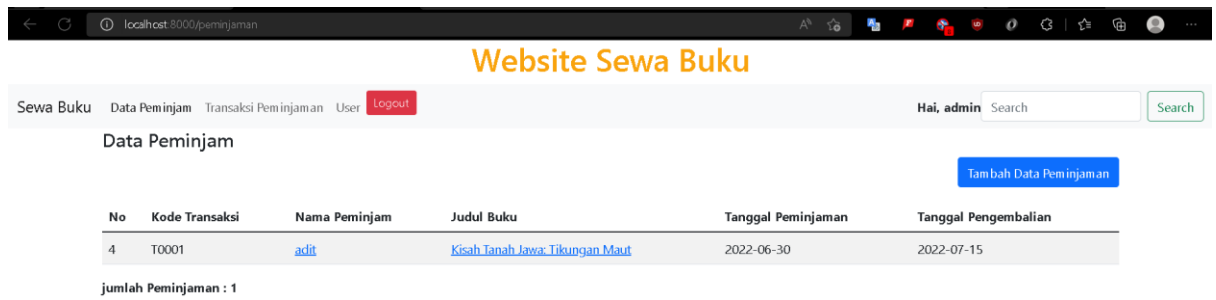 localhost:8000/peminjaman
Website Sewa Buku
Sewa Buku Data Peminjam Transaksi Peminjaman User Logout Hai, admin Search Search
Data Peminjam
Tambah Data Peminjaman
No Kode Transaksi Nama Peminjam Judul Buku Tanggal Peminjaman Tanggal Pengembalian
4 T0001 adit Kisah Tanah Jawa: Tikungan Maut 2022-06-30 2022-07-15
jumlah Peminjaman : 1